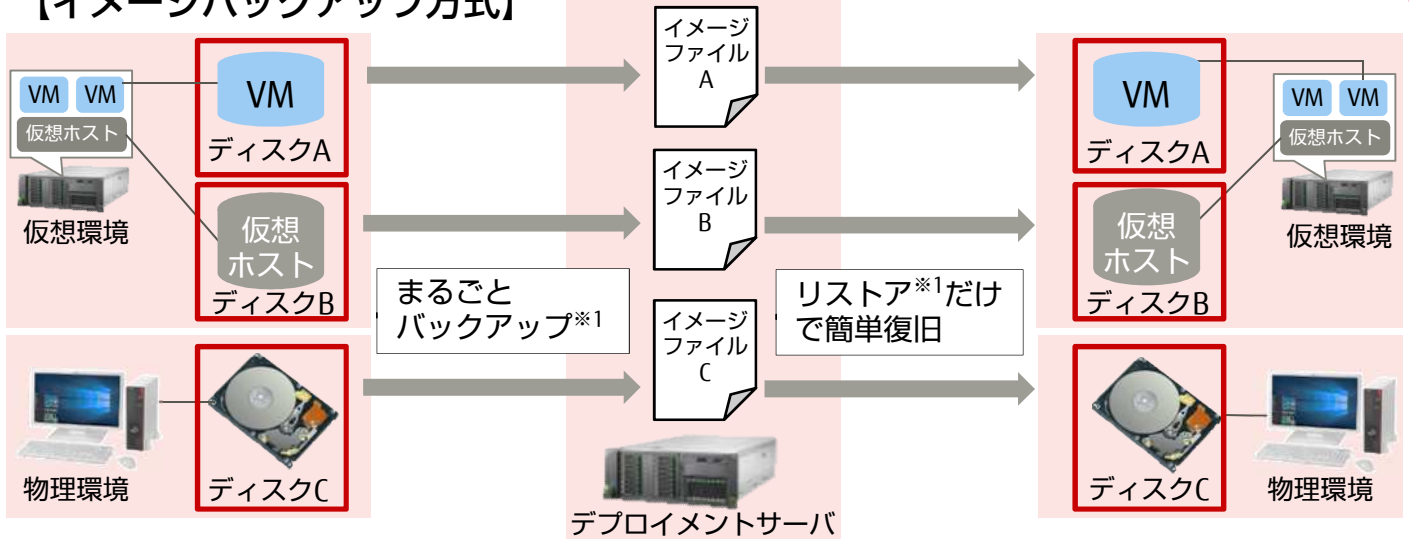 【イメージバックアップ方式】
VM VM
仮想ホスト
仮想環境
VM
ディスクA
仮想
ホスト
ディスクB
物理環境
ディスクC
まるごと
バックアップ※1
イメージ
ファイル
A
イメージ
ファイル
B
イメージ
ファイル
C
デプロイメントサーバ
リストア※1だけ
で簡単復旧
VM
ディスクA
仮想
ホスト
ディスクB
VM VM
仮想ホスト
仮想環境
ディスクC
物理環境